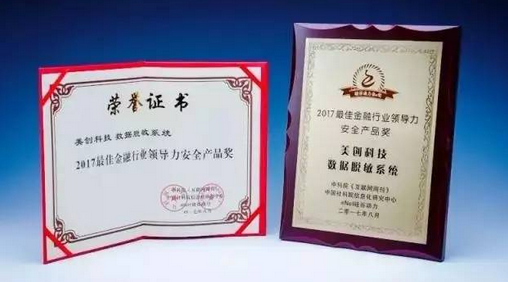 荣誉证书
美创科技 数据脱敏系统
2017最佳金融行业领导力安全产品奖
2017最佳金融行业领导力
安全产品奖
美创科技
数据脱敏系统
中科院《互联网周刊》
中国社科院信息化研究中心
eNet硅谷动力
二〇一七年八月